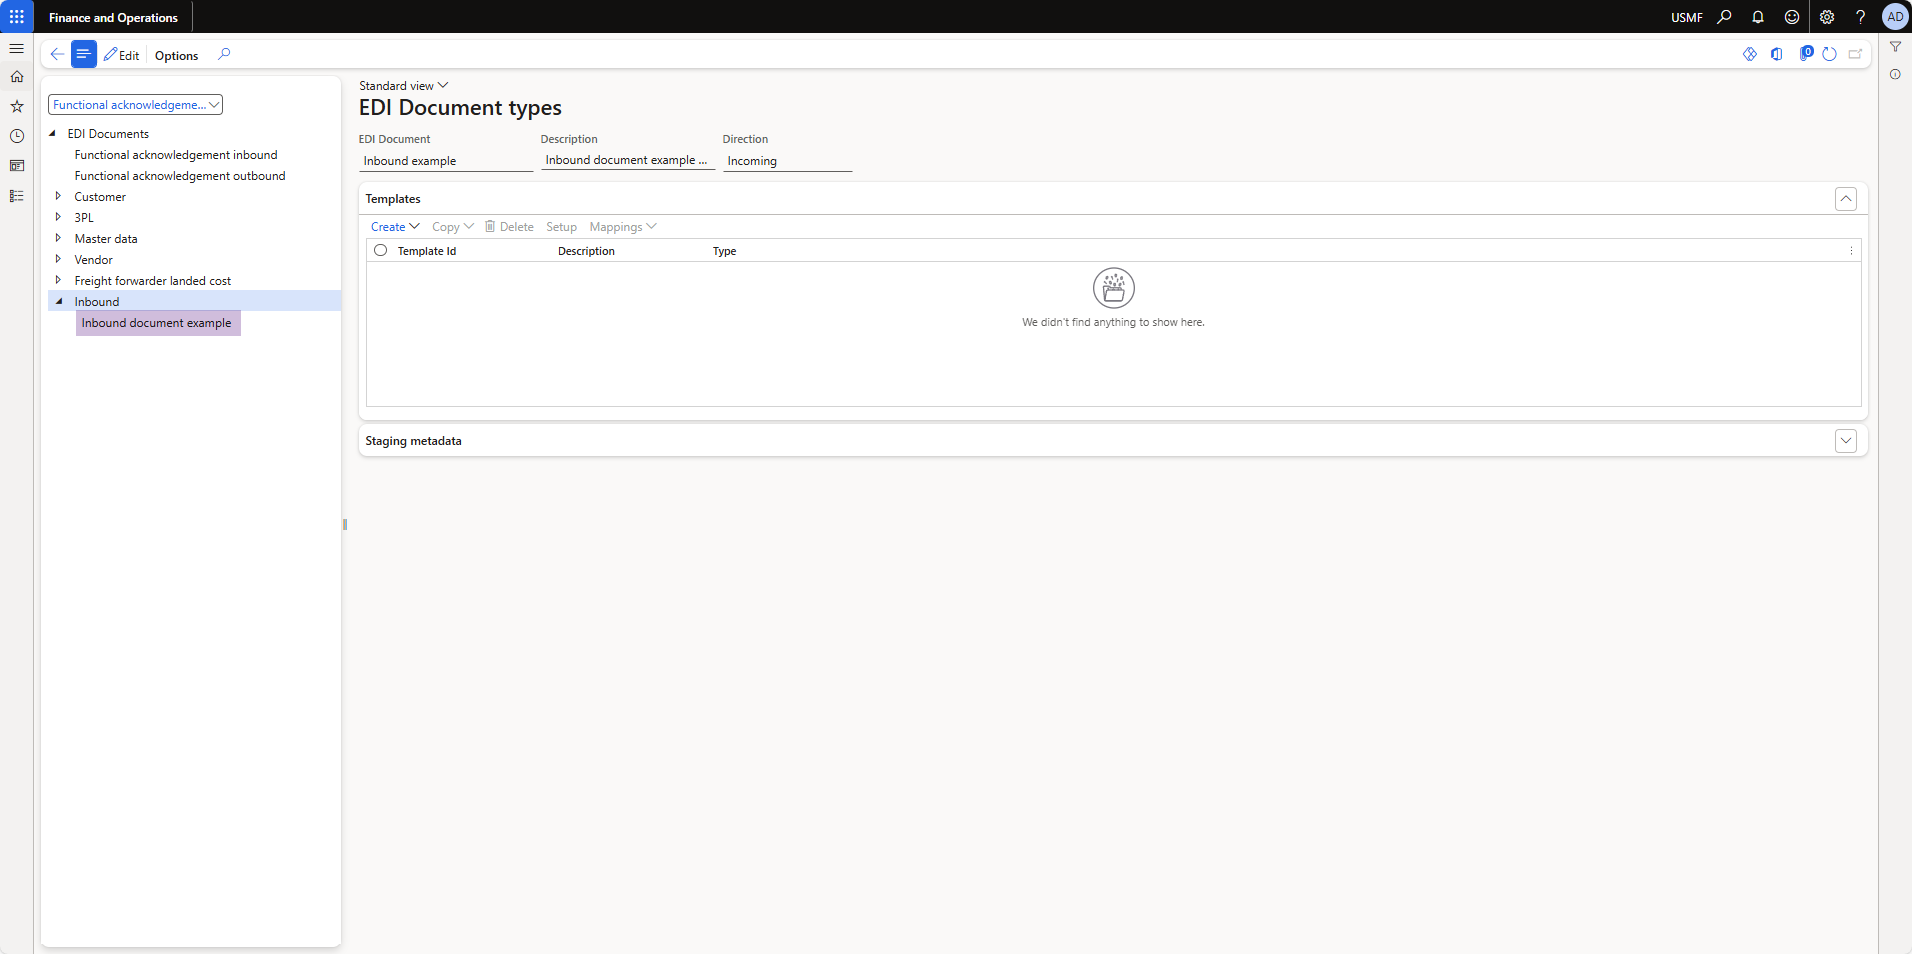 Finance and Operations
USMF
?
AD
Edit
Options
0
Functional acknowledgeme...
EDI Documents
Functional acknowledgement inbound
Functional acknowledgement outbound
Customer
3PL
Master data
Vendor
Freight forwarder landed cost
Inbound
Inbound document example
Standard view
EDI Document types
EDI Document Description Direction
Inbound example Inbound document example ... Incoming
Templates
Create Copy Delete Setup Mappings
Template Id Description Type
We didn't find anything to show here.
Staging metadata